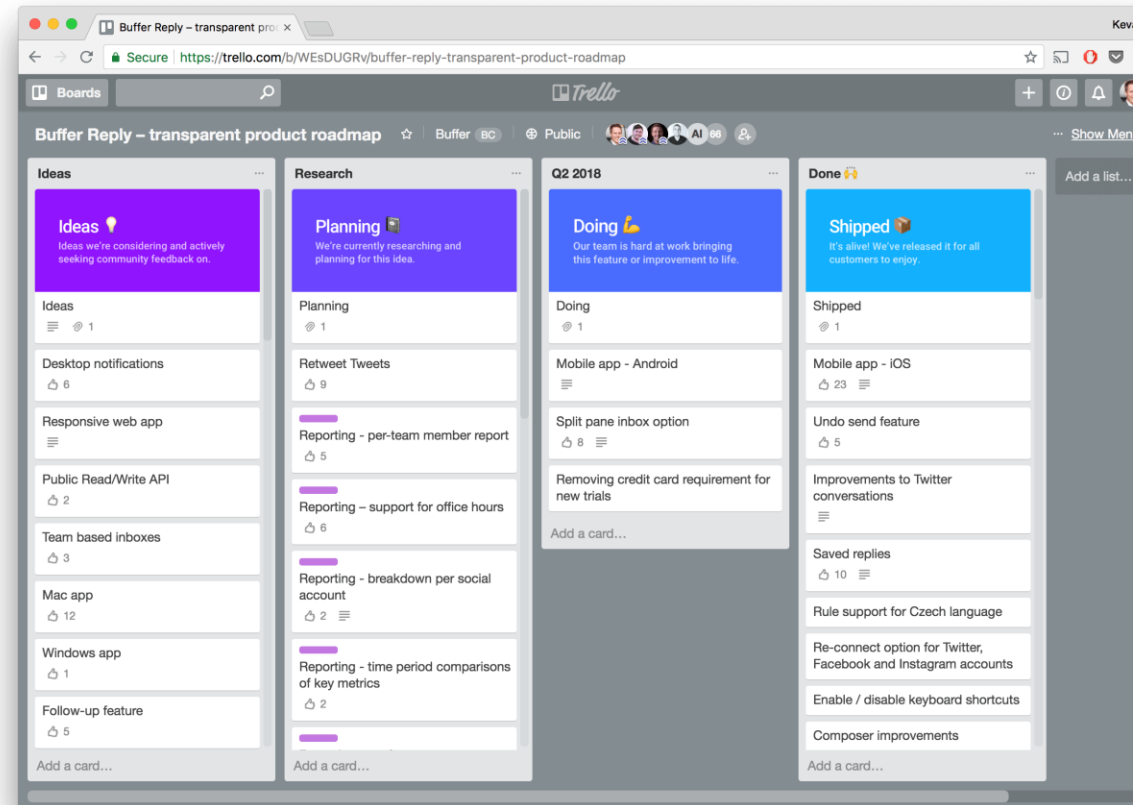 Buffer Reply – transparent pro
Keva
Secure https://trello.com/b/WEsDUGRv/buffer-reply-transparent-product-roadmap
Boards
Trello
Buffer Reply – transparent product roadmap
Buffer BC
Public
AI 66
Show Men
Ideas
Ideas
Ideas we're considering and actively
seeking community feedback on.
Ideas
1
Desktop notifications
6
Responsive web app
Public Read/Write API
2
Team based inboxes
3
Mac app
12
Windows app
1
Follow-up feature
5
Add a card…
Research
Planning
We're currently researching and
planning for this idea.
Planning
1
Retweet Tweets
9
Reporting - per-team member report
5
Reporting – support for office hours
6
Reporting - breakdown per social
account
2
Reporting - time period comparisons
of key metrics
2
Add a card…
Q2 2018
Doing
Our team is hard at work bringing
this feature or improvement to life.
Doing
1
Mobile app - Android
Split pane inbox option
8
Removing credit card requirement for
new trials
Add a card…
Done
Shipped
It's alive! We've released it for all
customers to enjoy.
Shipped
1
Mobile app - iOS
23
Undo send feature
5
Improvements to Twitter
conversations
Saved replies
10
Rule support for Czech language
Re-connect option for Twitter,
Facebook and Instagram accounts
Enable / disable keyboard shortcuts
Composer improvements
Add a card…
Add a list…